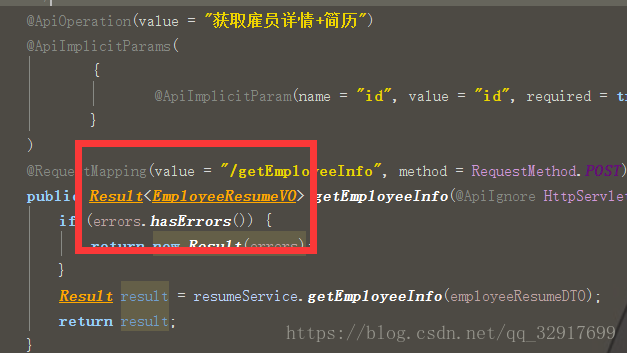 @ApiOperation(value = "获取雇员详情+简历")
@ApiImplicitParams(
{
@ApiImplicitParam(name = "id", value = "id", required = t
}
)
@RequestMapping(value = "/getEmployeeInfo", method = RequestMethod.POST)
public Result<EmployeeResumeVO> getEmployeeInfo(@ApiIgnore HttpServlet
if (errors.hasErrors()) {
return new Result(errors);
}
Result result = resumeService.getEmployeeInfo(employeeResumeDTO);
return result;
https://blog.csdn.net/qq_32917699
}